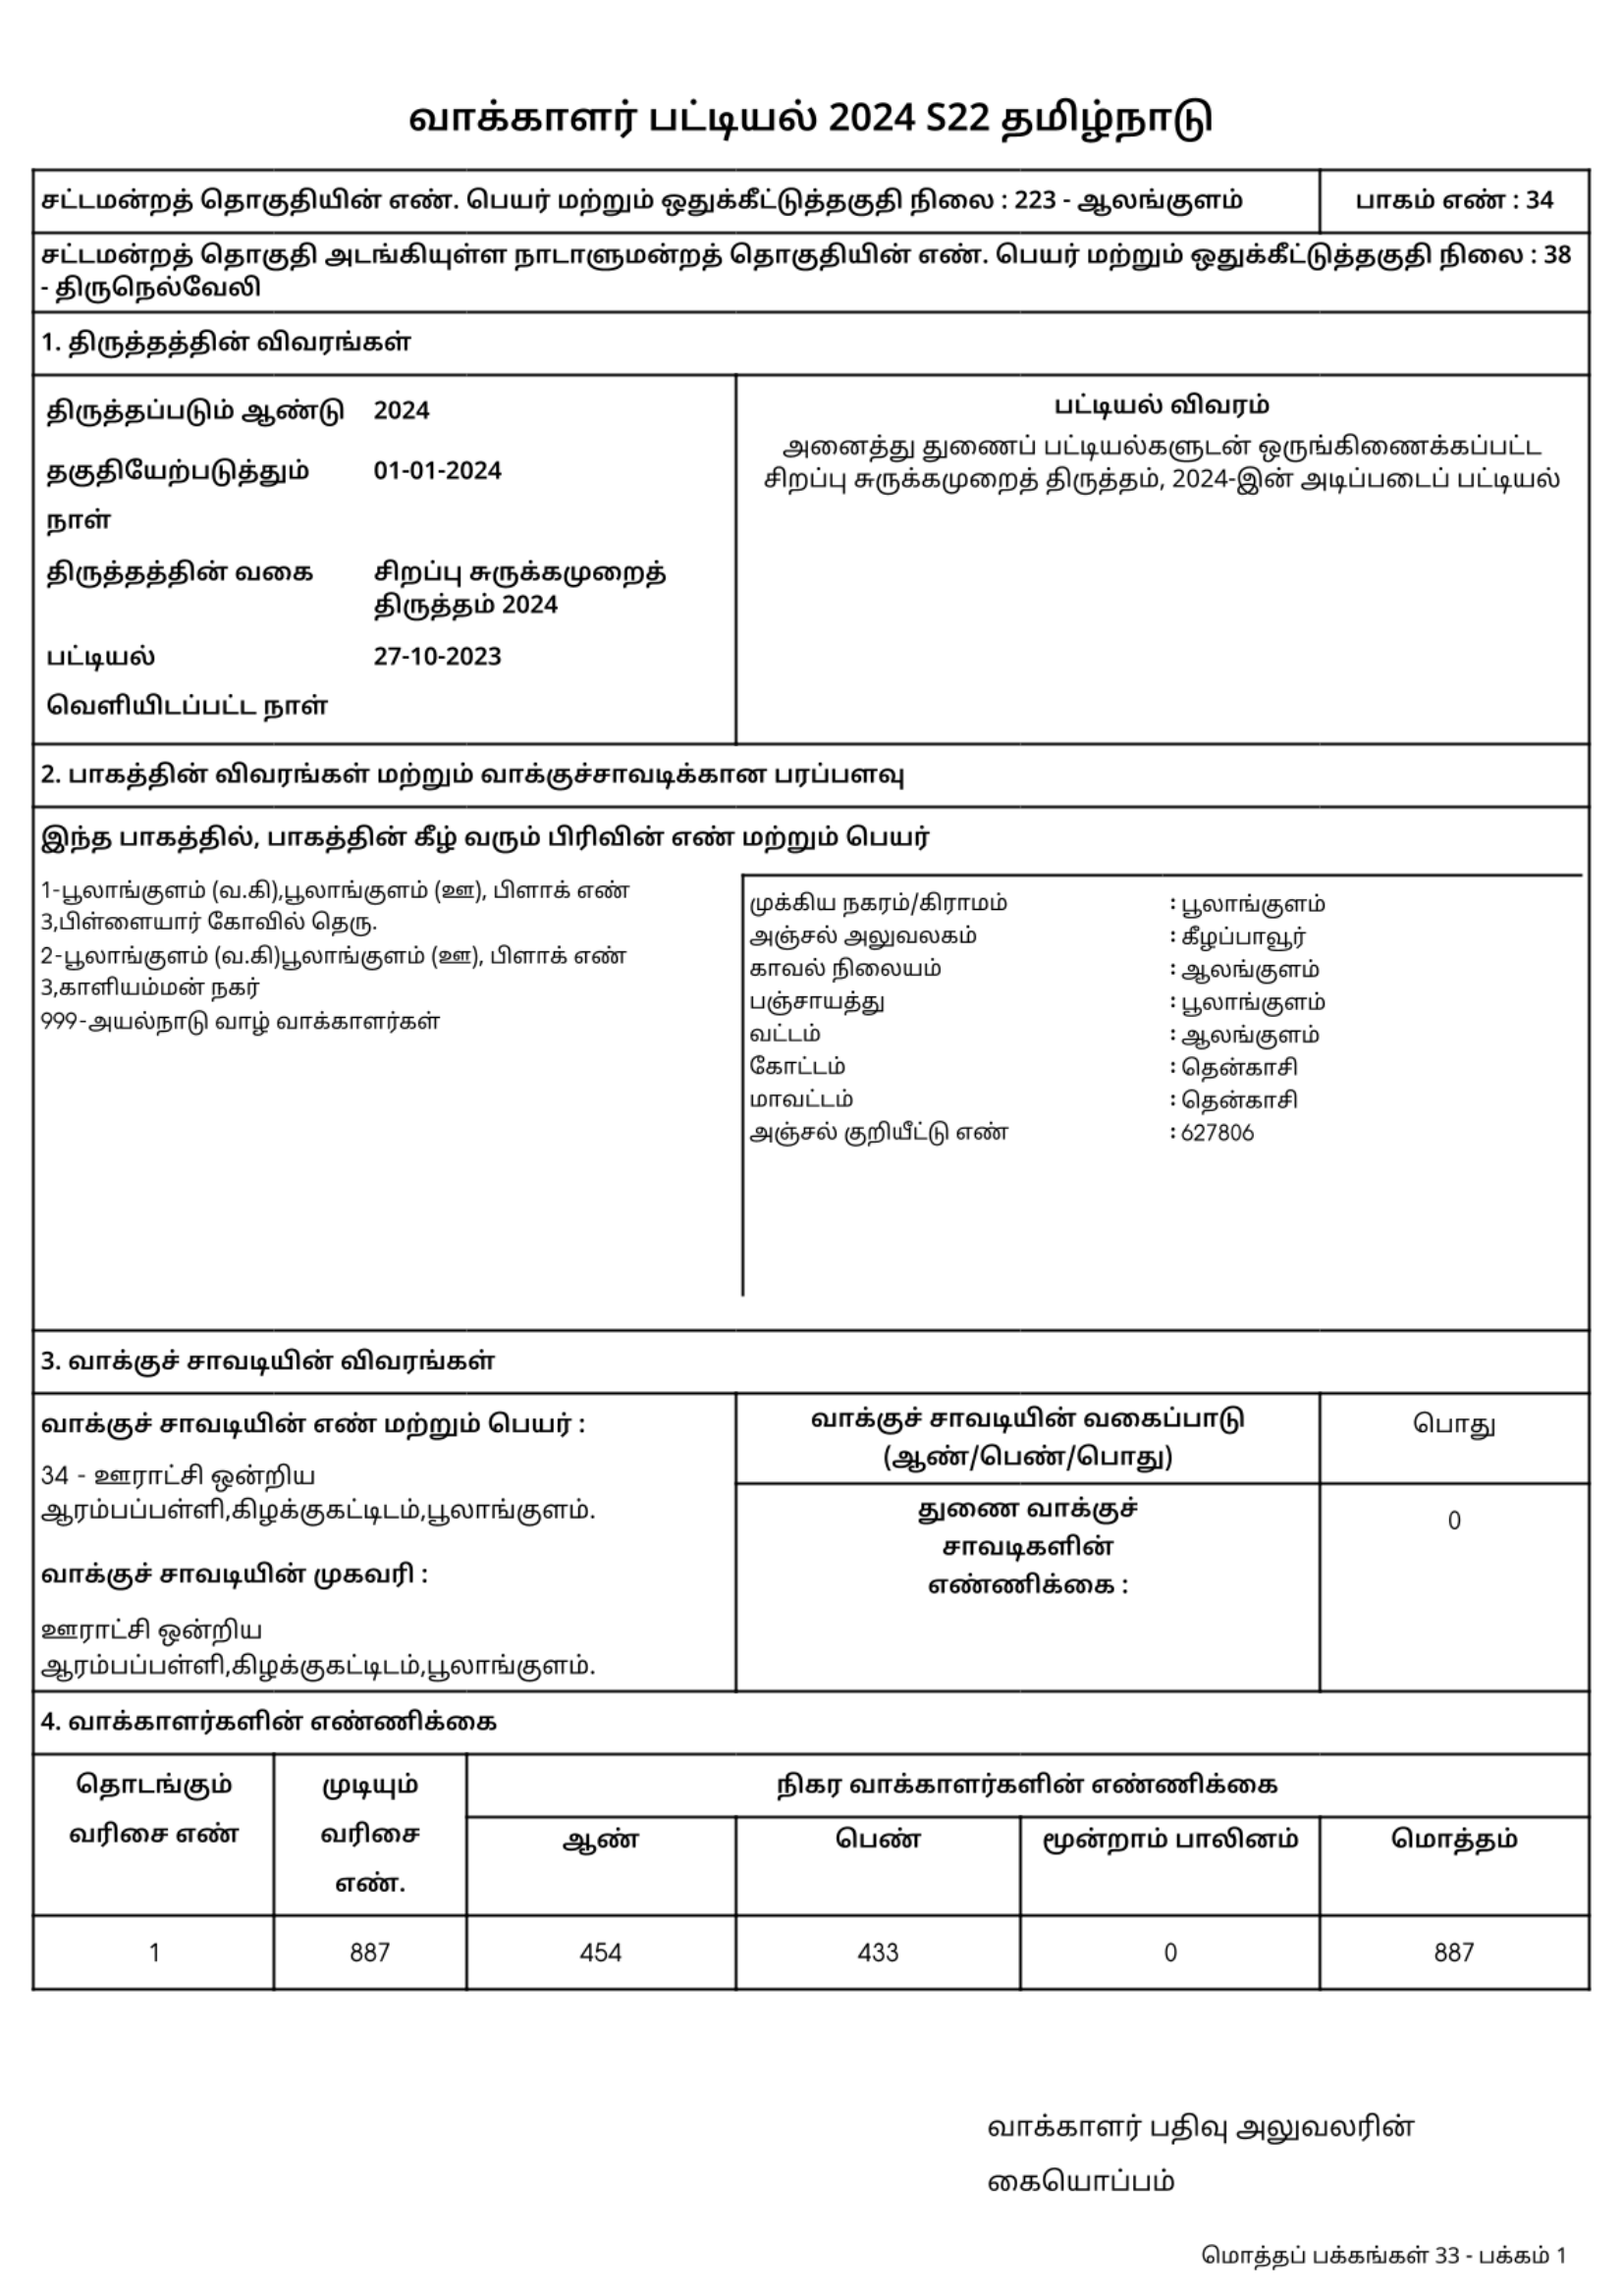 வாக்காளர் பட்டியல் 2024 S22 தமிழ்நாடு
சட்டமன்றத் தொகுதியின் எண். பெயர் மற்றும் ஒதுக்கீட்டுத்தகுதி நிலை : 223 - ஆலங்குளம்
பாகம் எண் : 34
சட்டமன்றத் தொகுதி அடங்கியுள்ள நாடாளுமன்றத் தொகுதியின் எண். பெயர் மற்றும் ஒதுக்கீட்டுத்தகுதி நிலை : 38
- திருநெல்வேலி
1. திருத்தத்தின் விவரங்கள்
திருத்தப்படும் ஆண்டு 2024
தகுதியேற்படுத்தும் 01-01-2024
நாள்
திருத்தத்தின் வகை சிறப்பு சுருக்கமுறைத்
திருத்தம் 2024
பட்டியல் 27-10-2023
வெளியிடப்பட்ட நாள்
பட்டியல் விவரம்
அனைத்து துணைப் பட்டியல்களுடன் ஒருங்கிணைக்கப்பட்ட
சிறப்பு சுருக்கமுறைத் திருத்தம், 2024-இன் அடிப்படைப் பட்டியல்
2. பாகத்தின் விவரங்கள் மற்றும் வாக்குச்சாவடிக்கான பரப்பளவு
இந்த பாகத்தில், பாகத்தின் கீழ் வரும் பிரிவின் எண் மற்றும் பெயர்
1-பூலாங்குளம் (வ.கி),பூலாங்குளம் (ஊ), பிளாக் எண்
3,பிள்ளையார் கோவில் தெரு.
2-பூலாங்குளம் (வ.கி)பூலாங்குளம் (ஊ), பிளாக் எண்
3,காளியம்மன் நகர்
999-அயல்நாடு வாழ் வாக்காளர்கள்
முக்கிய நகரம்/கிராமம் : பூலாங்குளம்
அஞ்சல் அலுவலகம் : கீழப்பாவூர்
காவல் நிலையம் : ஆலங்குளம்
பஞ்சாயத்து : பூலாங்குளம்
வட்டம் : ஆலங்குளம்
கோட்டம் : தென்காசி
மாவட்டம் : தென்காசி
அஞ்சல் குறியீட்டு எண் : 627806
3. வாக்குச் சாவடியின் விவரங்கள்
வாக்குச் சாவடியின் எண் மற்றும் பெயர் :
34 - ஊராட்சி ஒன்றிய
ஆரம்பப்பள்ளி,கிழக்குகட்டிடம்,பூலாங்குளம்.
வாக்குச் சாவடியின் முகவரி :
ஊராட்சி ஒன்றிய
ஆரம்பப்பள்ளி,கிழக்குகட்டிடம்,பூலாங்குளம்.
வாக்குச் சாவடியின் வகைப்பாடு
(ஆண்/பெண்/பொது)
பொது
துணை வாக்குச்
சாவடிகளின்
எண்ணிக்கை :
0
4. வாக்காளர்களின் எண்ணிக்கை
தொடங்கும்
வரிசை எண்
முடியும்
வரிசை
எண்.
நிகர வாக்காளர்களின் எண்ணிக்கை
ஆண் பெண் மூன்றாம் பாலினம் மொத்தம்
1 887 454 433 0 887
வாக்காளர் பதிவு அலுவலரின்
கையொப்பம்
மொத்தப் பக்கங்கள் 33 - பக்கம் 1